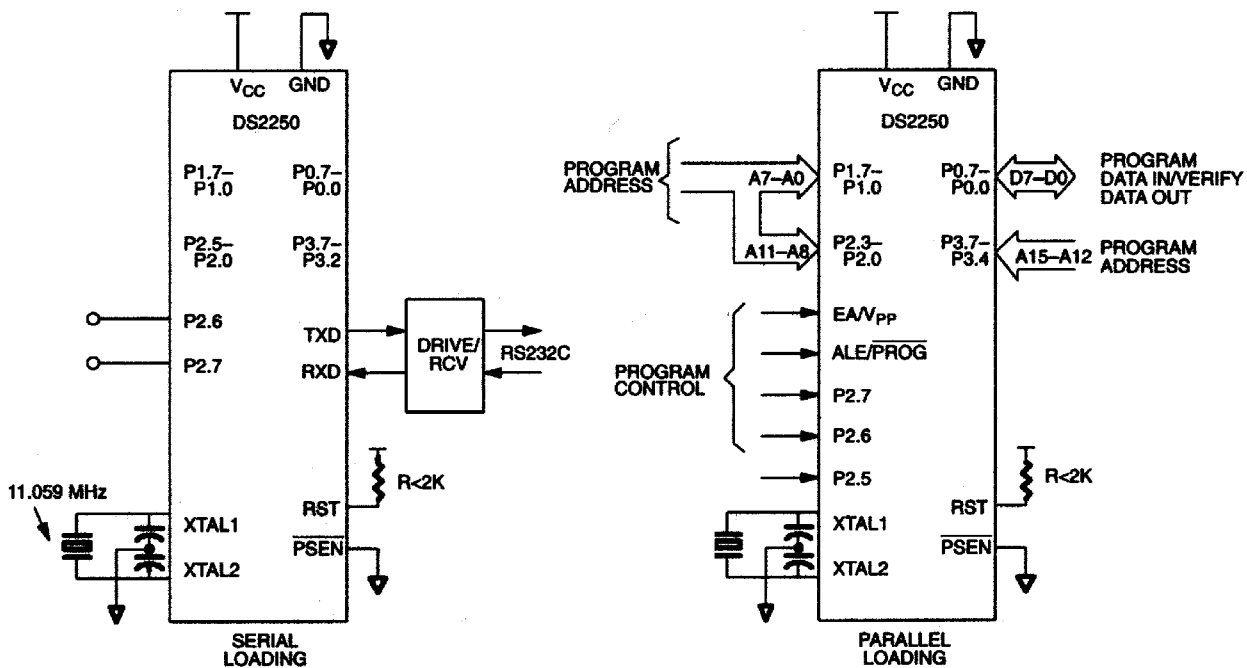 VCC
GND
DS2250
P1.7–
P1.0
P0.7–
P0.0
P2.5–
P2.0
P3.7–
P3.2
P2.6
P2.7
TXD
RXD
DRIVE/
RCV
RS232C
R<2K
11.059 MHz
RST
XTAL1
PSEN
XTAL2
SERIAL
LOADING
VCC
GND
DS2250
PROGRAM
ADDRESS
A7–A0
P1.7–
P1.0
P0.7–
P0.0
D7–D0
PROGRAM
DATA IN/VERIFY
DATA OUT
A11–A8
P2.3–
P2.0
P3.7–
P3.4
A15–A12
PROGRAM
ADDRESS
PROGRAM
CONTROL
EA/VPP
ALE/PROG
P2.7
P2.6
P2.5
R<2K
RST
XTAL1
PSEN
XTAL2
PARALLEL
LOADING